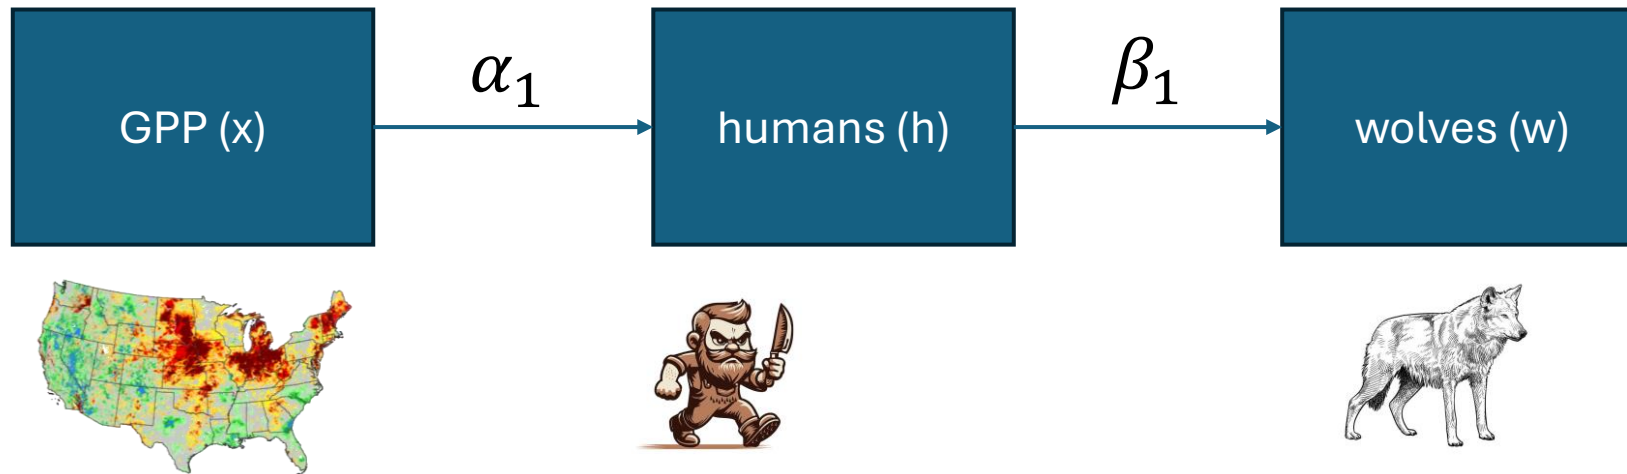 GPP (x)
α₁
humans (h)
β₁
wolves (w)